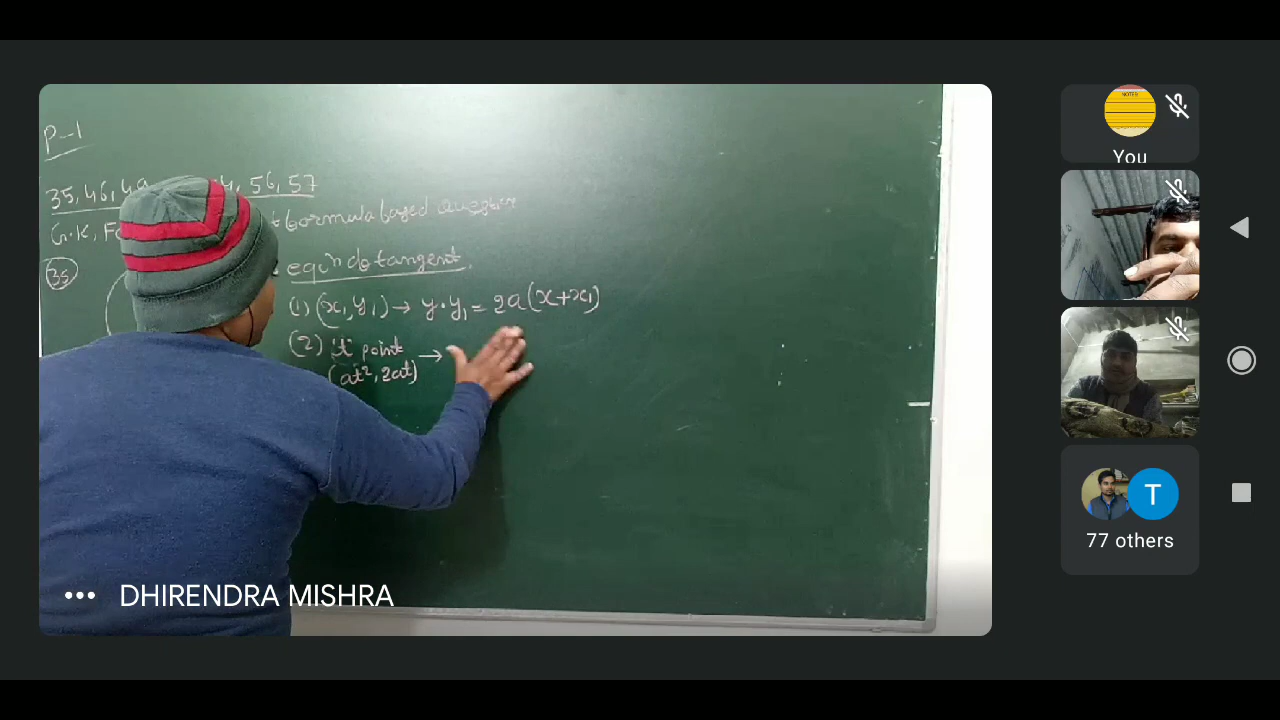 P-1
35, 46, 49 56, 57
G.K, formula based question
35
eqⁿ of tangent
(1) (x₁, y₁) → y·y₁ = 2a(x+x₁)
(2) 't' point →
(at², 2at)
DHIRENDRA MISHRA
NOTES
You
T
77 others